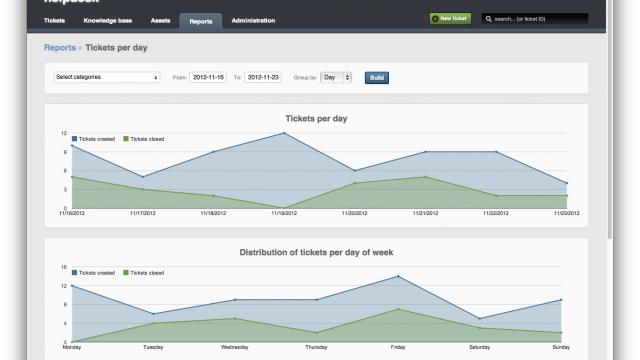 helpdesk
Tickets Knowledge base Assets Reports Administration New ticket search... (or ticket ID)
Reports » Tickets per day
Select categories From: 2012-11-16 To: 2012-11-23 Group by: Day Build
Tickets per day
12
Tickets created Tickets closed
9
6
3
0
11/16/2012 11/17/2012 11/18/2012 11/19/2012 11/20/2012 11/21/2012 11/22/2012 11/23/2012
Distribution of tickets per day of week
16
Tickets created Tickets closed
12
8
4
0
Monday Tuesday Wednesday Thursday Friday Saturday Sunday